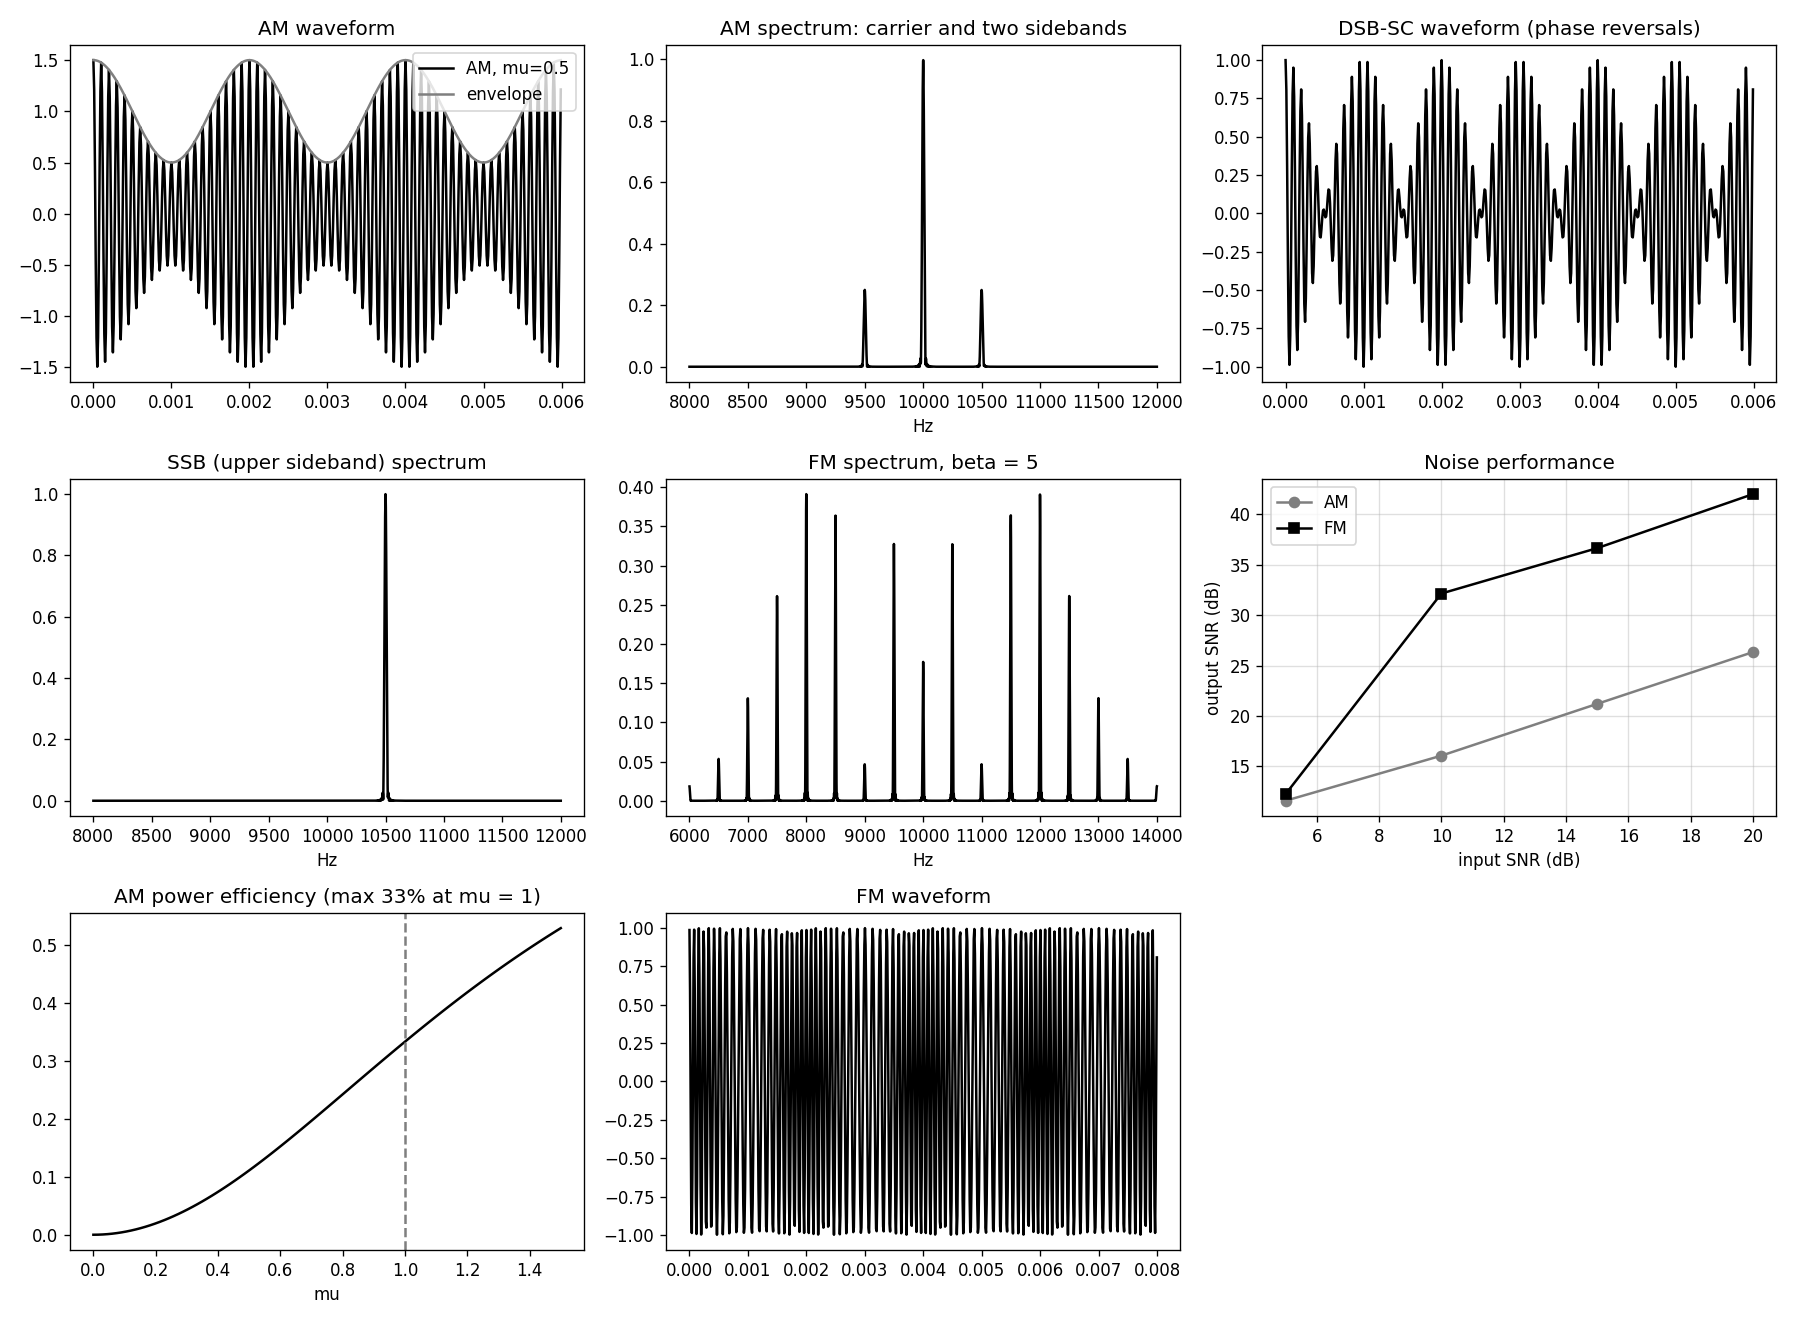 AM waveform
AM, mu=0.5
envelope
1.5
1.0
0.5
0.0
−0.5
−1.0
−1.5
0.000 0.001 0.002 0.003 0.004 0.005 0.006
AM spectrum: carrier and two sidebands
1.0
0.8
0.6
0.4
0.2
0.0
8000 8500 9000 9500 10000 10500 11000 11500 12000
Hz
DSB-SC waveform (phase reversals)
1.00
0.75
0.50
0.25
0.00
−0.25
−0.50
−0.75
−1.00
0.000 0.001 0.002 0.003 0.004 0.005 0.006
SSB (upper sideband) spectrum
1.0
0.8
0.6
0.4
0.2
0.0
8000 8500 9000 9500 10000 10500 11000 11500 12000
Hz
FM spectrum, beta = 5
0.40
0.35
0.30
0.25
0.20
0.15
0.10
0.05
0.00
6000 7000 8000 9000 10000 11000 12000 13000 14000
Hz
Noise performance
AM
FM
output SNR (dB)
40
35
30
25
20
15
6 8 10 12 14 16 18 20
input SNR (dB)
AM power efficiency (max 33% at mu = 1)
0.5
0.4
0.3
0.2
0.1
0.0
0.0 0.2 0.4 0.6 0.8 1.0 1.2 1.4
mu
FM waveform
1.00
0.75
0.50
0.25
0.00
−0.25
−0.50
−0.75
−1.00
0.000 0.001 0.002 0.003 0.004 0.005 0.006 0.007 0.008